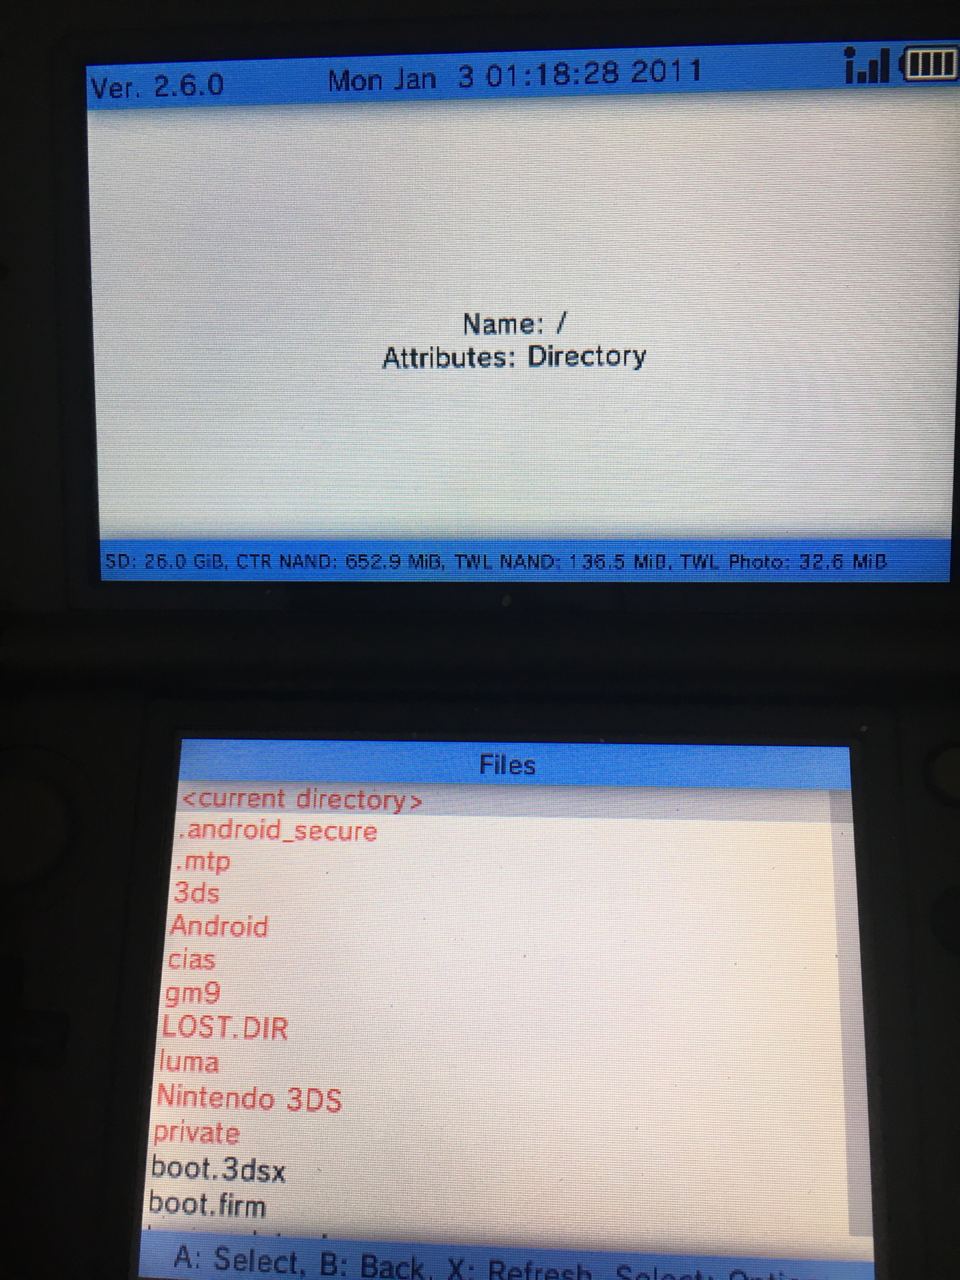 Ver. 2.6.0 Mon Jan 3 01:18:28 2011
Name: /
Attributes: Directory
SD: 26.0 GiB, CTR NAND: 652.9 MiB, TWL NAND: 136.5 MiB, TWL Photo: 32.6 MiB
Files
<current directory>
.android_secure
.mtp
3ds
Android
cias
gm9
LOST.DIR
luma
Nintendo 3DS
private
boot.3dsx
boot.firm
A: Select, B: Back, X: Refresh, Select: